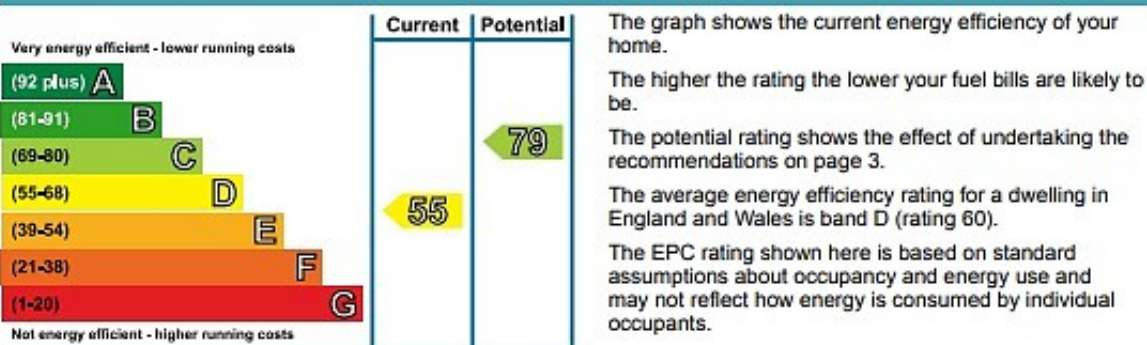 Current Potential
Very energy efficient - lower running costs
(92 plus) A
(81-91) B
(69-80) C
(55-68) D
(39-54) E
(21-38) F
(1-20) G
Not energy efficient - higher running costs
55
79
The graph shows the current energy efficiency of your
home.
The higher the rating the lower your fuel bills are likely to
be.
The potential rating shows the effect of undertaking the
recommendations on page 3.
The average energy efficiency rating for a dwelling in
England and Wales is band D (rating 60).
The EPC rating shown here is based on standard
assumptions about occupancy and energy use and
may not reflect how energy is consumed by individual
occupants.